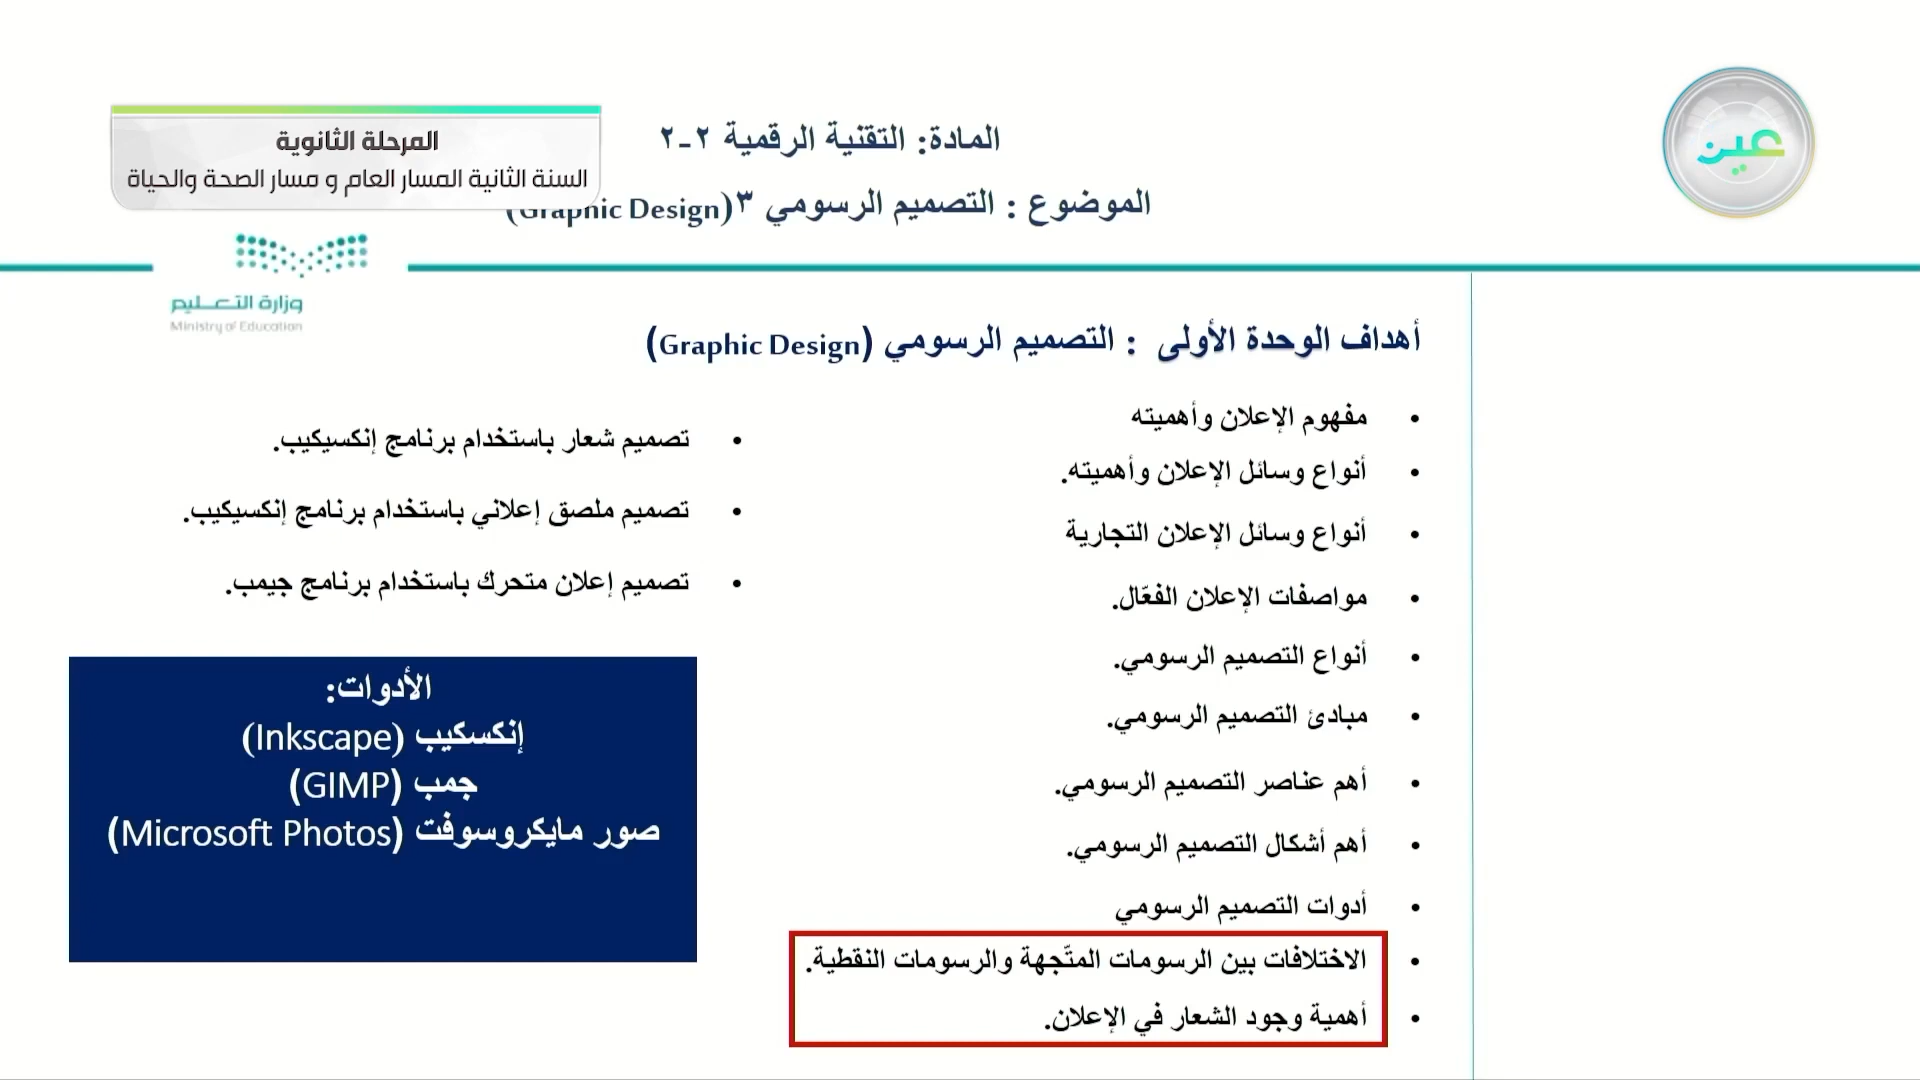 المرحلة الثانوية
السنة الثانية المسار العام و مسار الصحة والحياة
المادة: التقنية الرقمية ٢-٢
الموضوع : التصميم الرسومي ٣(Graphic Design)
عين
وزارة التعـــليم
Ministry of Education
أهداف الوحدة الأولى : التصميم الرسومي (Graphic Design)
• مفهوم الإعلان وأهميته
• أنواع وسائل الإعلان وأهميته.
• أنواع وسائل الإعلان التجارية
• مواصفات الإعلان الفعّال.
• أنواع التصميم الرسومي.
• مبادئ التصميم الرسومي.
• أهم عناصر التصميم الرسومي.
• أهم أشكال التصميم الرسومي.
• أدوات التصميم الرسومي
• الاختلافات بين الرسومات المتّجهة والرسومات النقطية.
• أهمية وجود الشعار في الإعلان.
• تصميم شعار باستخدام برنامج إنكسيكيب.
• تصميم ملصق إعلاني باستخدام برنامج إنكسيكيب.
• تصميم إعلان متحرك باستخدام برنامج جيمب.
الأدوات:
إنكسكيب (Inkscape)
جمب (GIMP)
صور مايكروسوفت (Microsoft Photos)